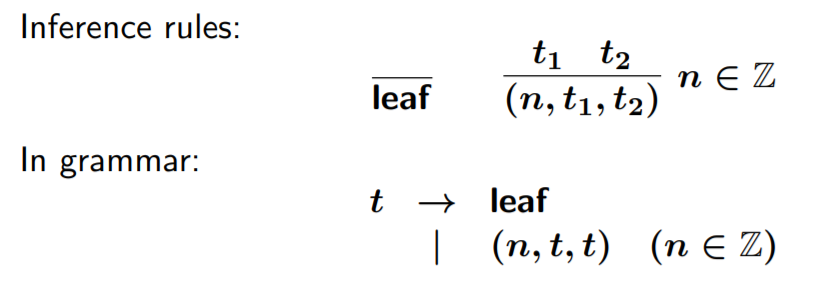 Inference rules:
t₁ t₂
leaf (n, t₁, t₂) n ∈ ℤ
In grammar:
t → leaf
| (n, t, t) (n ∈ ℤ)